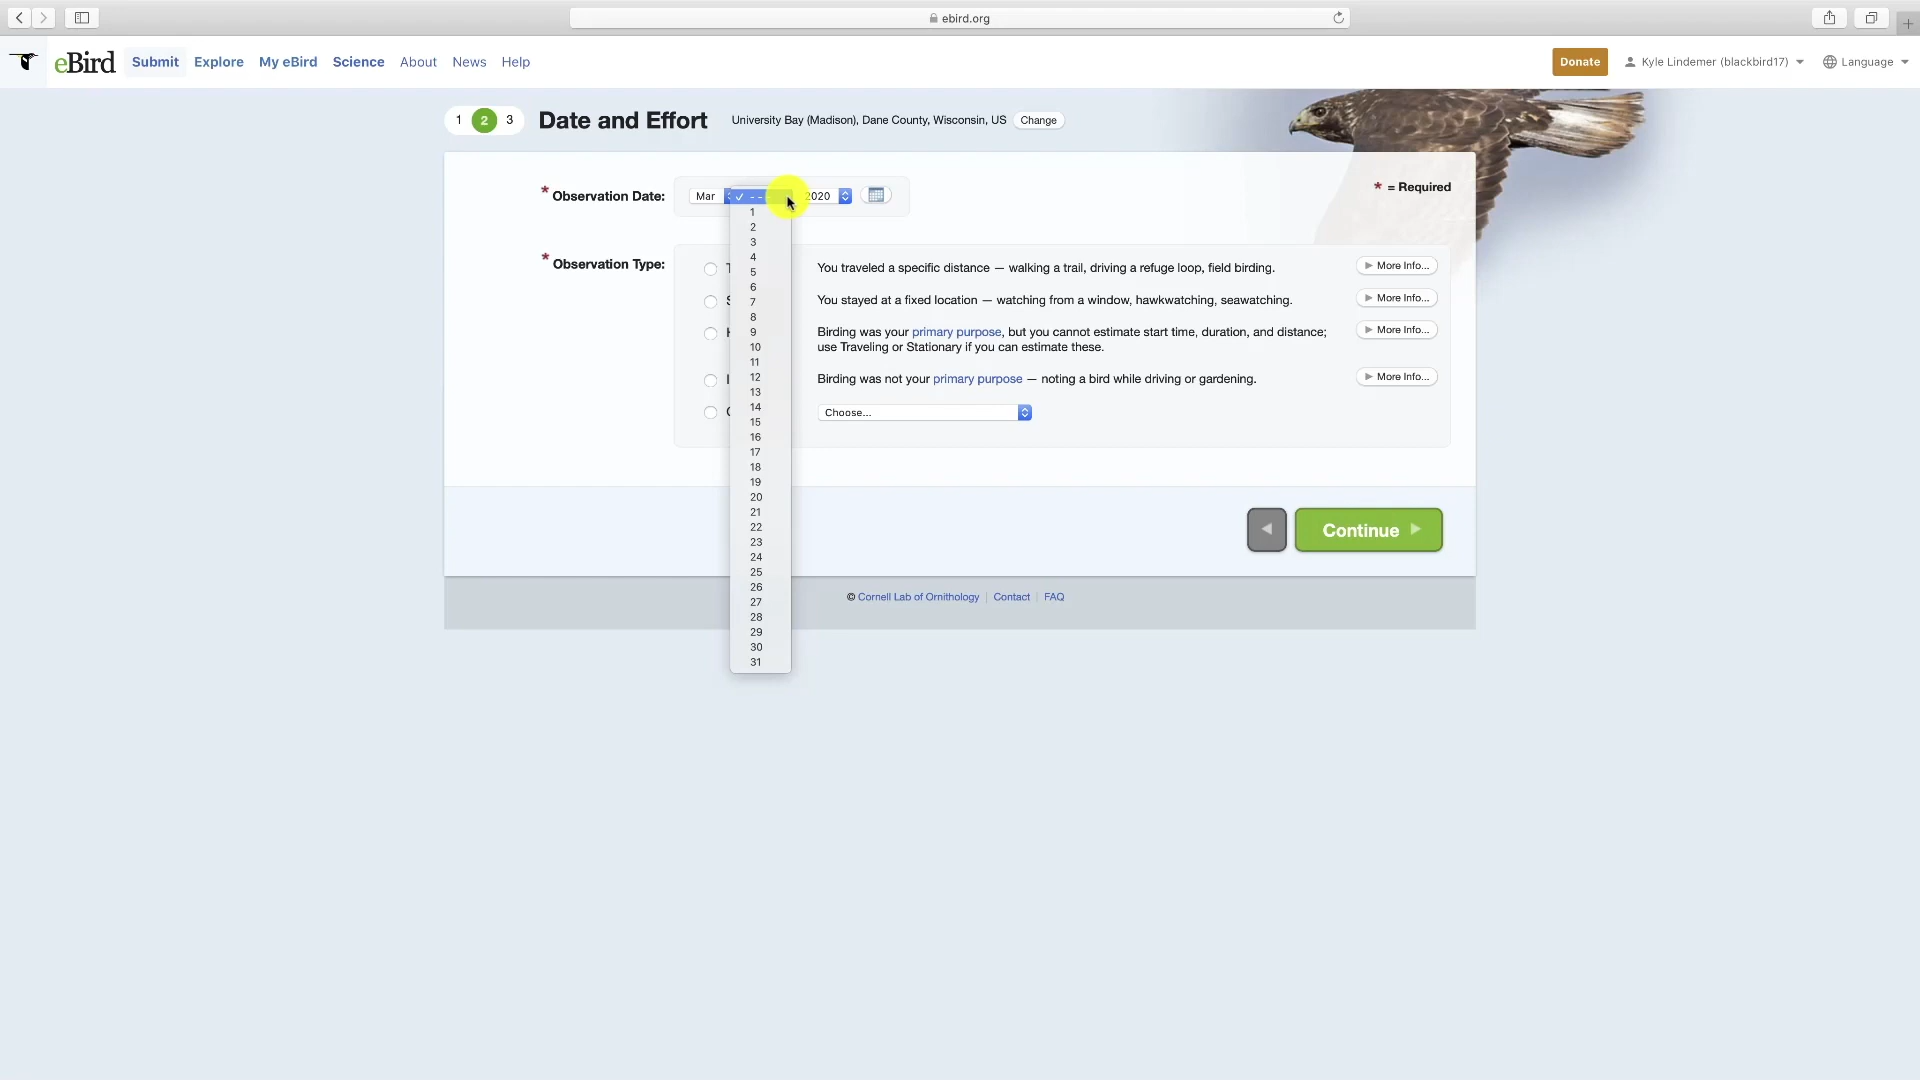 ebird.org
eBird Submit Explore My eBird Science About News Help Donate Kyle Lindemer (blackbird17) Language
1 2 3 Date and Effort University Bay (Madison), Dane County, Wisconsin, US Change
* Observation Date: Mar ✓ -- 2020
* = Required
1
2
3
4
5
6
7
8
9
10
11
12
13
14
15
16
17
18
19
20
21
22
23
24
25
26
27
28
29
30
31
* Observation Type:
You traveled a specific distance — walking a trail, driving a refuge loop, field birding. More Info...
You stayed at a fixed location — watching from a window, hawkwatching, seawatching. More Info...
Birding was your primary purpose, but you cannot estimate start time, duration, and distance; More Info...
use Traveling or Stationary if you can estimate these.
Birding was not your primary purpose — noting a bird while driving or gardening. More Info...
Choose...
Continue
© Cornell Lab of Ornithology | Contact | FAQ